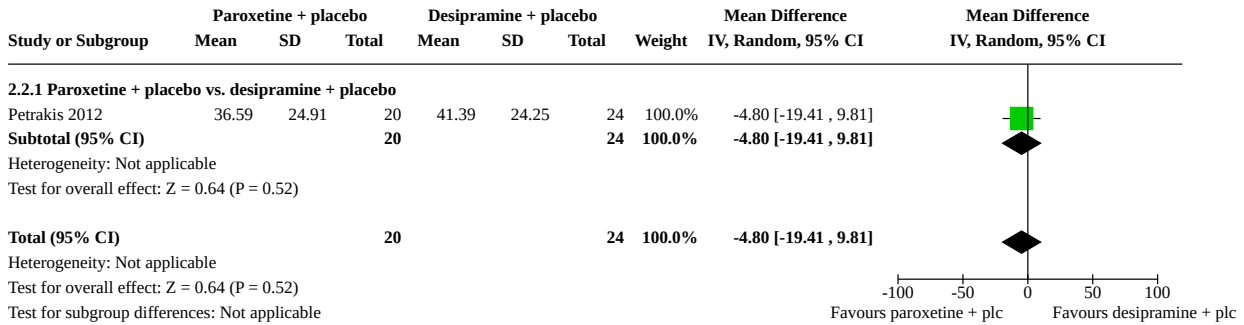 Paroxetine + placebo Desipramine + placebo Mean Difference Mean Difference
Study or Subgroup Mean SD Total Mean SD Total Weight IV, Random, 95% CI IV, Random, 95% CI
2.2.1 Paroxetine + placebo vs. desipramine + placebo
Petrakis 2012 36.59 24.91 20 41.39 24.25 24 100.0% -4.80 [-19.41 , 9.81]
Subtotal (95% CI) 20 24 100.0% -4.80 [-19.41 , 9.81]
Heterogeneity: Not applicable
Test for overall effect: Z = 0.64 (P = 0.52)
Total (95% CI) 20 24 100.0% -4.80 [-19.41 , 9.81]
Heterogeneity: Not applicable
Test for overall effect: Z = 0.64 (P = 0.52) -100 -50 0 50 100
Test for subgroup differences: Not applicable Favours paroxetine + plc Favours desipramine + plc